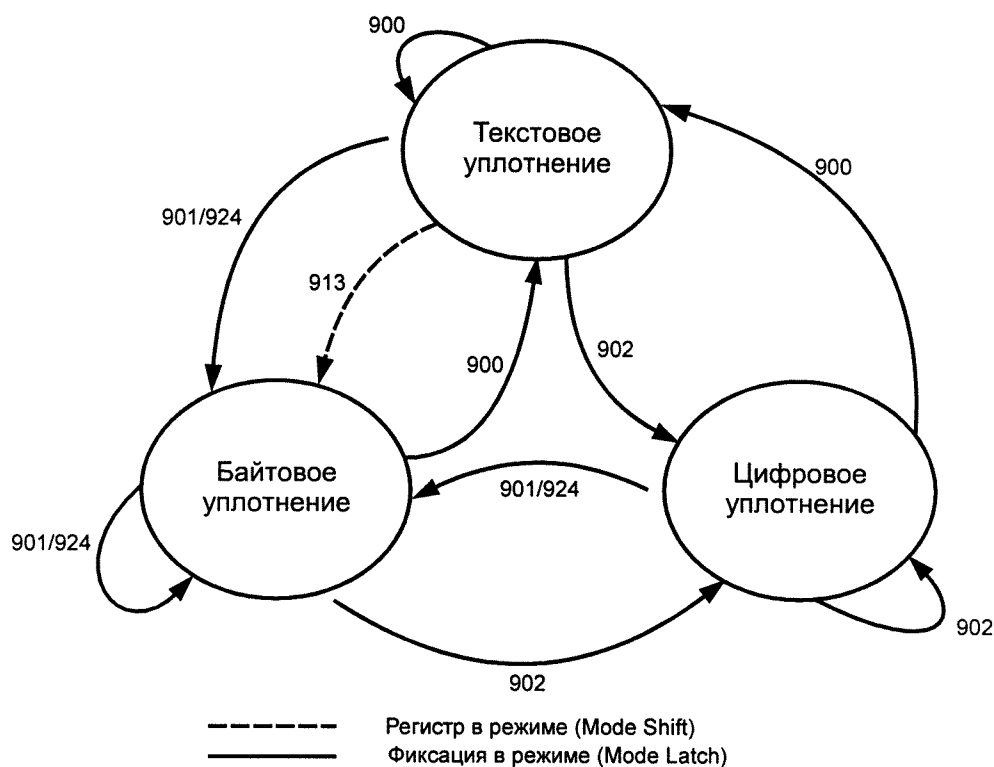 900
Текстовое
уплотнение
900
901/924
913
900
902
Байтовое
уплотнение
901/924
Цифровое
уплотнение
901/924
902
902
Регистр в режиме (Mode Shift)
Фиксация в режиме (Mode Latch)